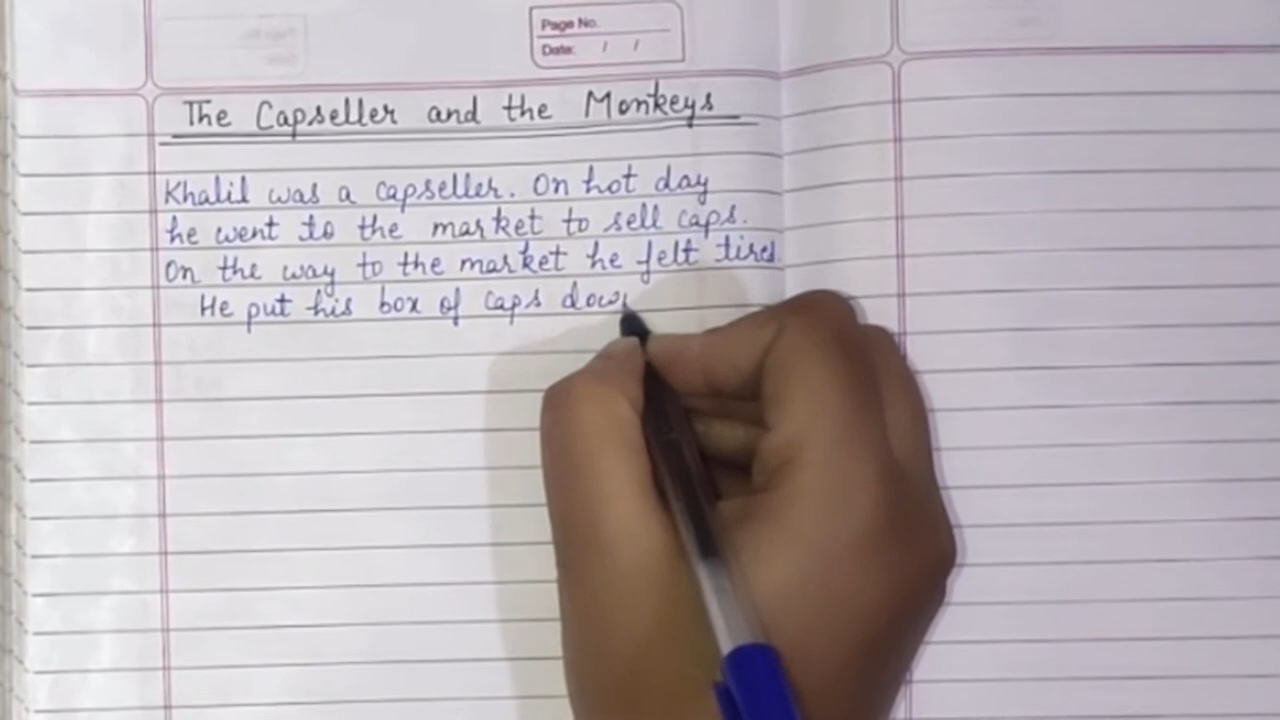 Page No.
Date: / /
The Capseller and the Monkeys
Khalil was a capseller. On hot day
he went to the market to sell caps.
On the way to the market he felt tired.
He put his box of caps dow